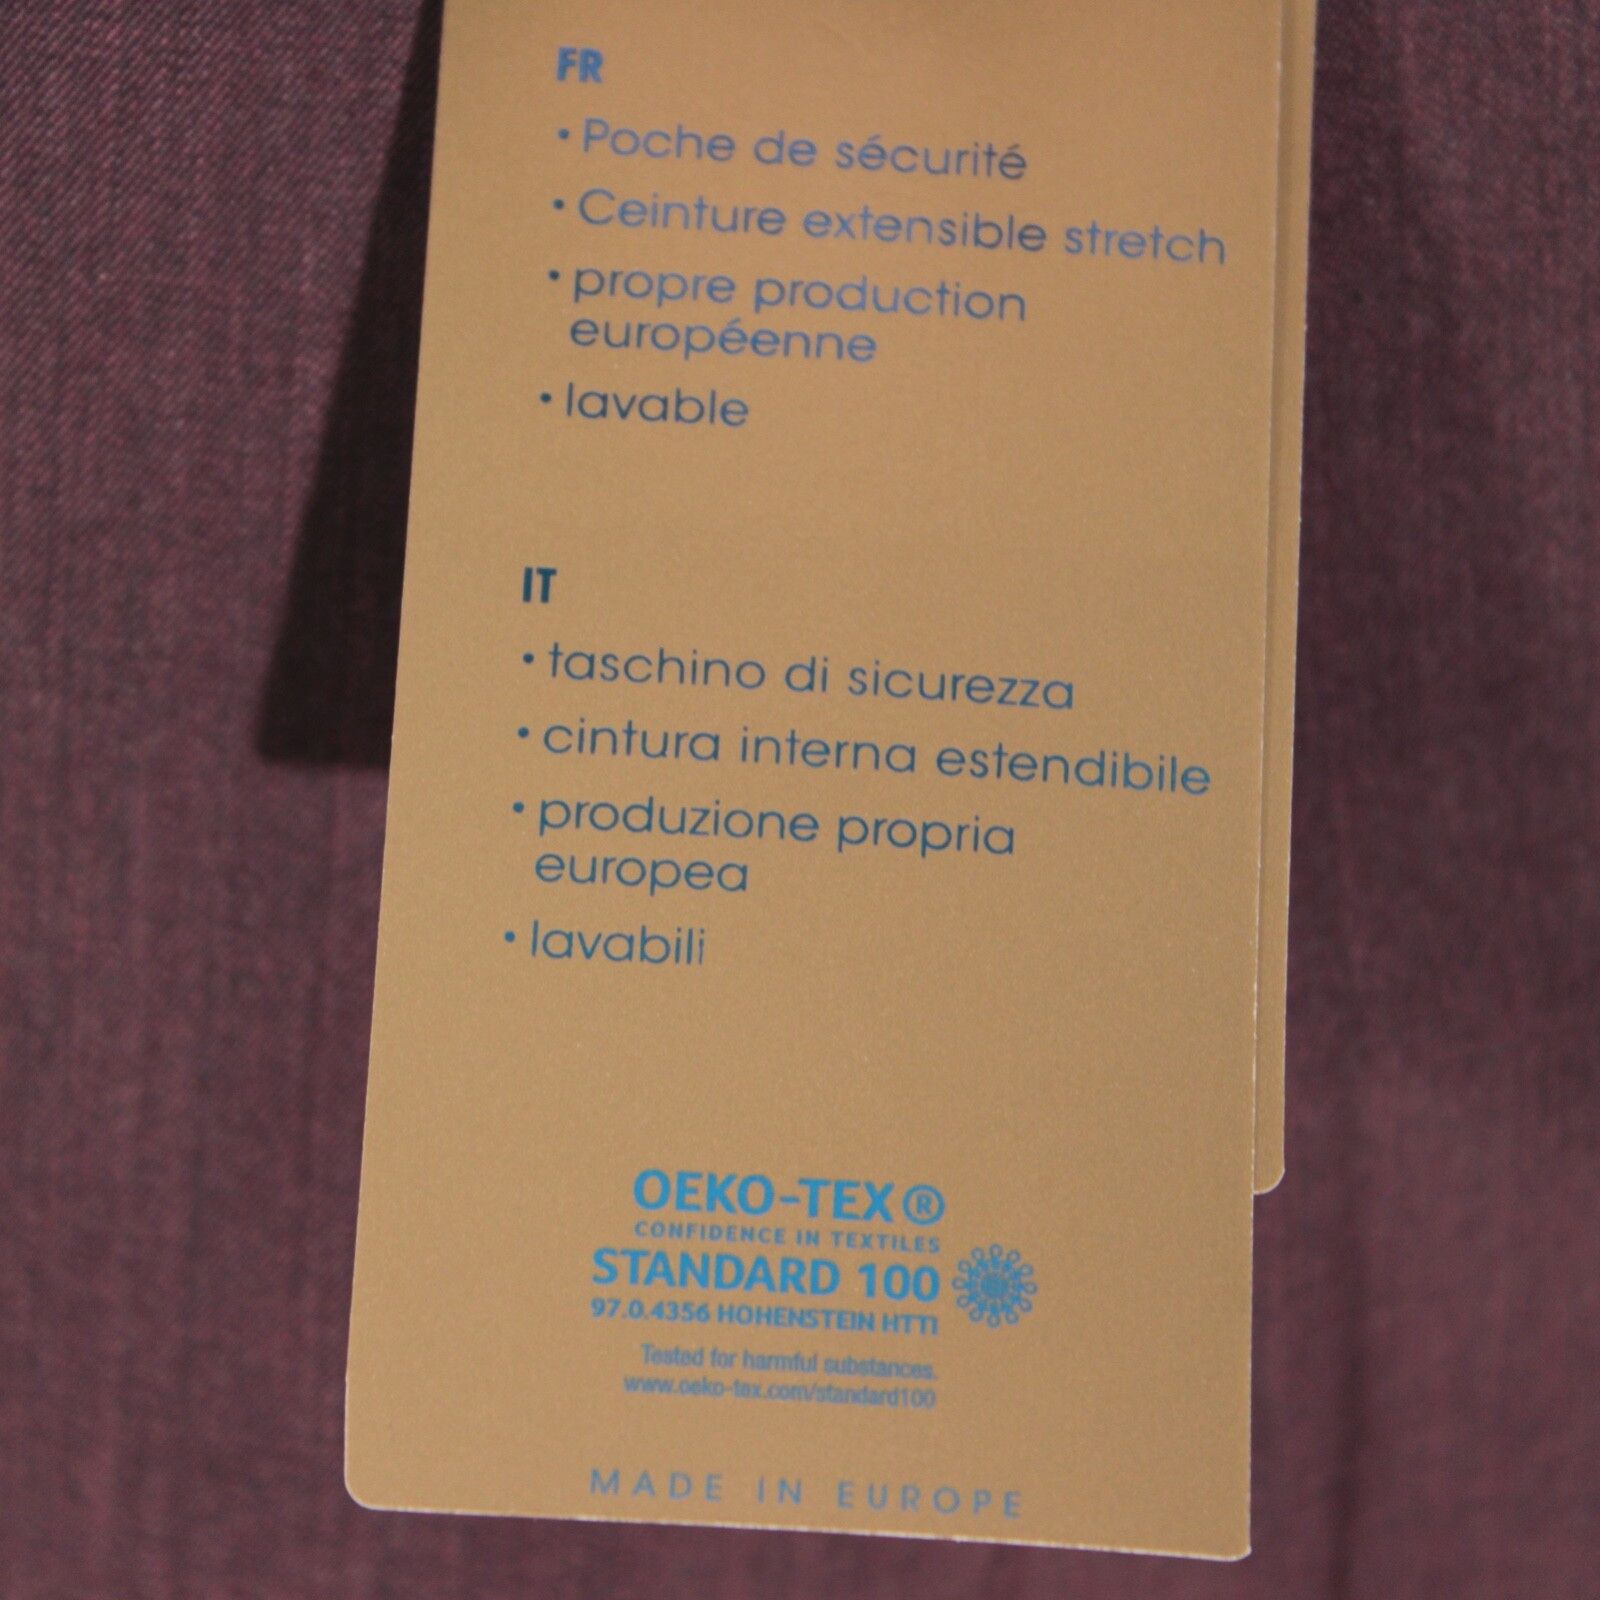 FR
• Poche de sécurité
• Ceinture extensible stretch
• propre production
européenne
• lavable
IT
• taschino di sicurezza
• cintura interna estendibile
• produzione propria
europea
• lavabili
OEKO-TEX®
CONFIDENCE IN TEXTILES
STANDARD 100
97.0.4356 HOHENSTEIN HTTI
Tested for harmful substances.
www.oeko-tex.com/standard100
MADE IN EUROPE